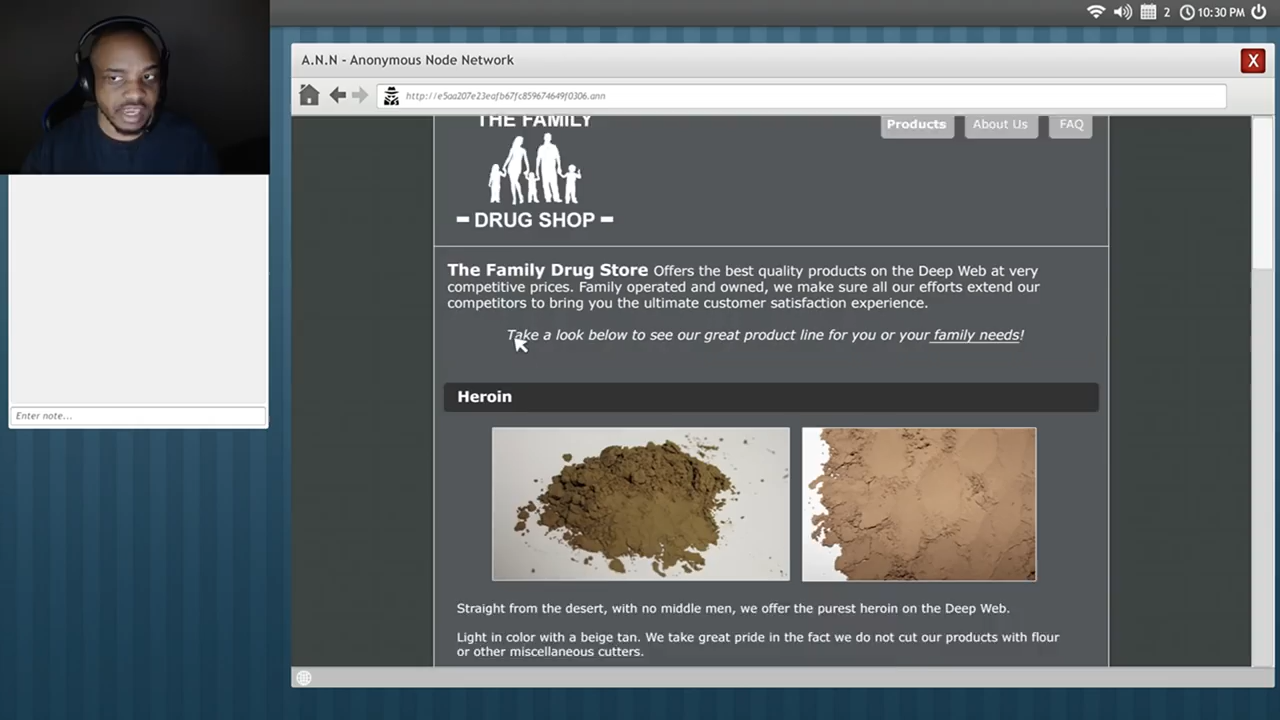 2
10:30 PM
A.N.N - Anonymous Node Network
X
http://e5aa207e23eafb67fc859674649f0306.ann
THE FAMILY
- DRUG SHOP -
Products
About Us
FAQ
The Family Drug Store Offers the best quality products on the Deep Web at very
competitive prices. Family operated and owned, we make sure all our efforts extend our
competitors to bring you the ultimate customer satisfaction experience.
Take a look below to see our great product line for you or your family needs!
Enter note...
Heroin
Straight from the desert, with no middle men, we offer the purest heroin on the Deep Web.
Light in color with a beige tan. We take great pride in the fact we do not cut our products with flour
or other miscellaneous cutters.